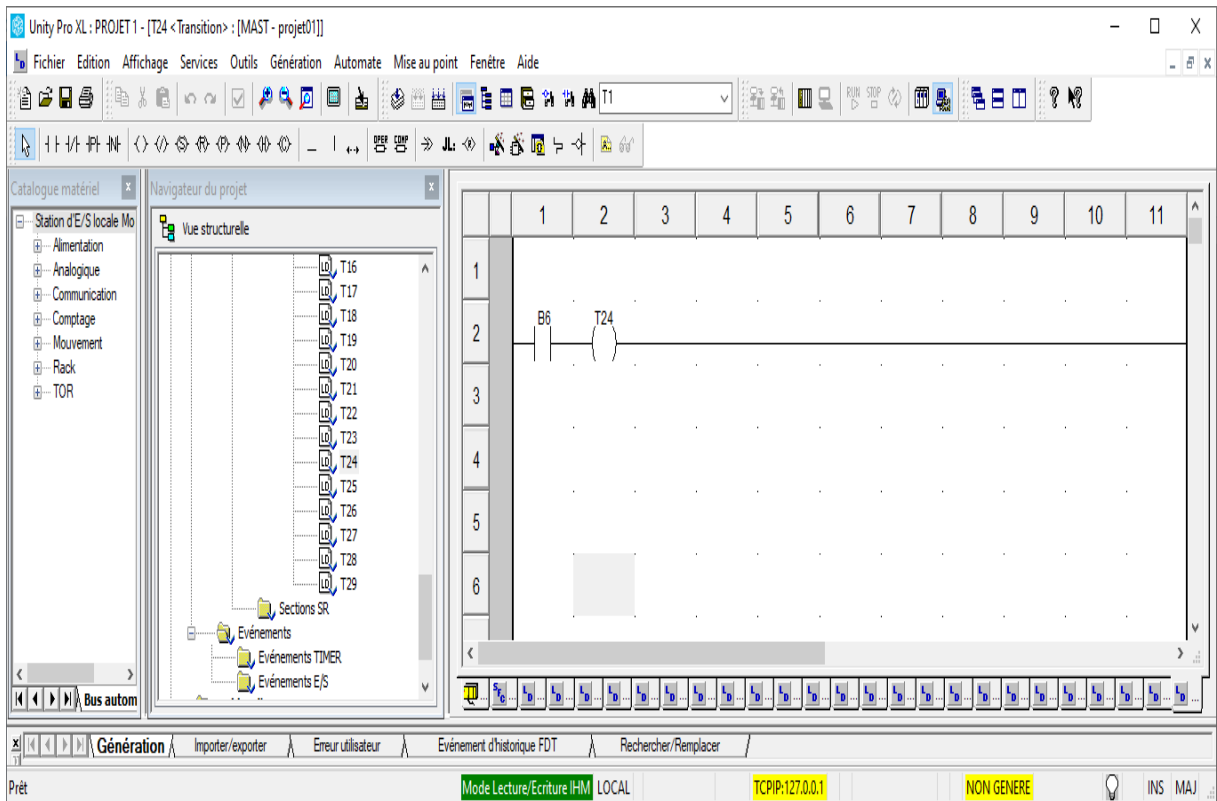 Unity Pro XL : PROJET 1 - [T24 <Transition> : [MAST - projet01]]
Fichier Edition Affichage Services Outils Génération Automate Mise au point Fenêtre Aide
T1
RUN STOP
OPER COMP
Catalogue matériel
Station d'E/S locale Mo
Alimentation
Analogique
Communication
Comptage
Mouvement
Rack
TOR
Bus autom
Navigateur du projet
Vue structurelle
T16
T17
T18
T19
T20
T21
T22
T23
T24
T25
T26
T27
T28
T29
Sections SR
Evénements
Evénements TIMER
Evénements E/S
1 2 3 4 5 6 7 8 9 10 11
1
2
B6 T24
3
4
5
6
Génération Importer/exporter Erreur utilisateur Evénement d'historique FDT Rechercher/Remplacer
Prêt Mode Lecture/Ecriture IHM LOCAL TCPIP:127.0.0.1 NON GENERE INS MAJ